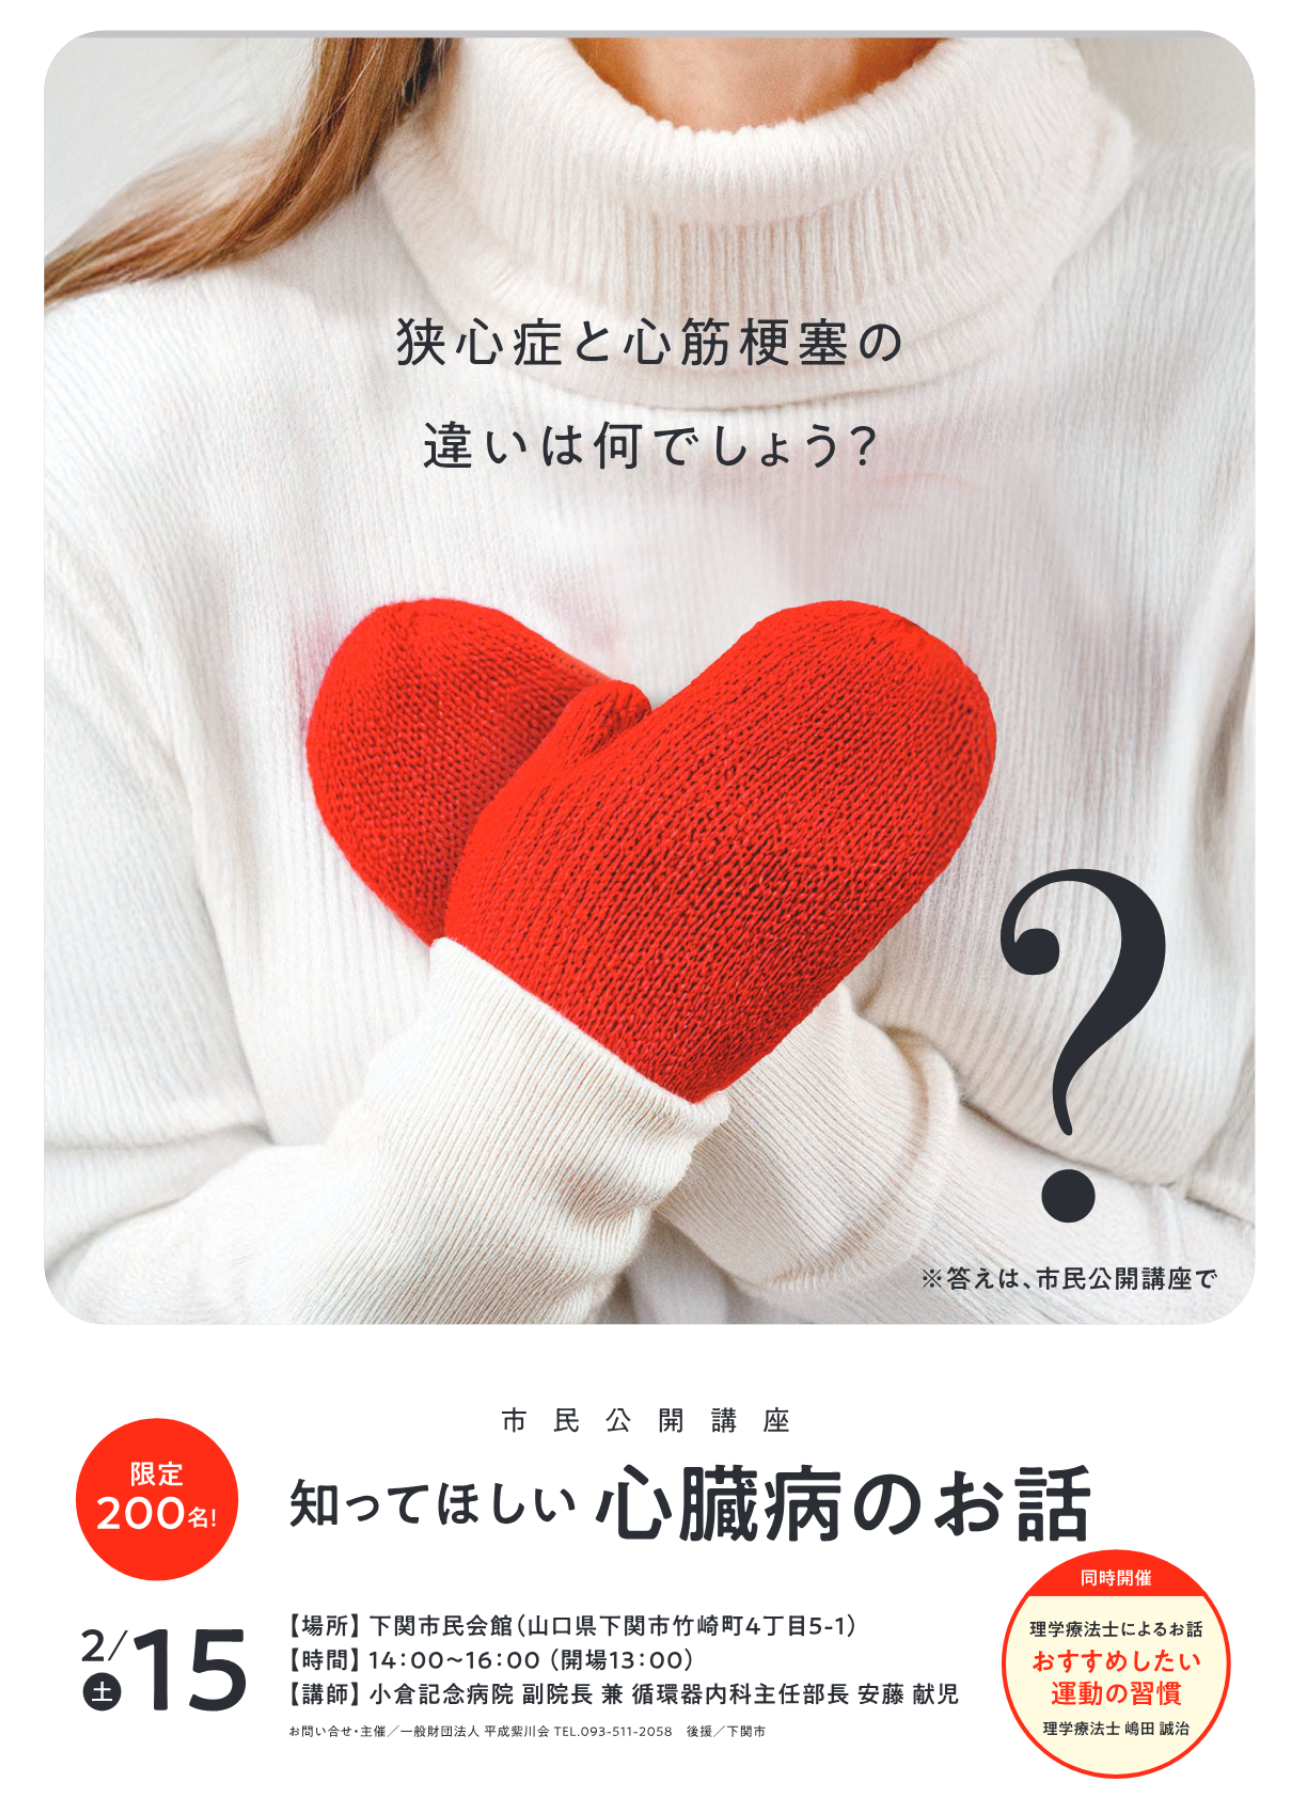 狭心症と心筋梗塞の
違いは何でしょう?
?
※答えは、市民公開講座で
市民公開講座
限定
200名!
知ってほしい 心臓病のお話
2/15
土
【場所】下関市民会館(山口県下関市竹崎町4丁目5-1)
【時間】14:00~16:00(開場13:00)
【講師】小倉記念病院 副院長 兼 循環器内科主任部長 安藤 献児
お問い合せ・主催/一般財団法人 平成紫川会 TEL.093-511-2058 後援/下関市
同時開催
理学療法士によるお話
おすすめしたい
運動の習慣
理学療法士 嶋田 誠治